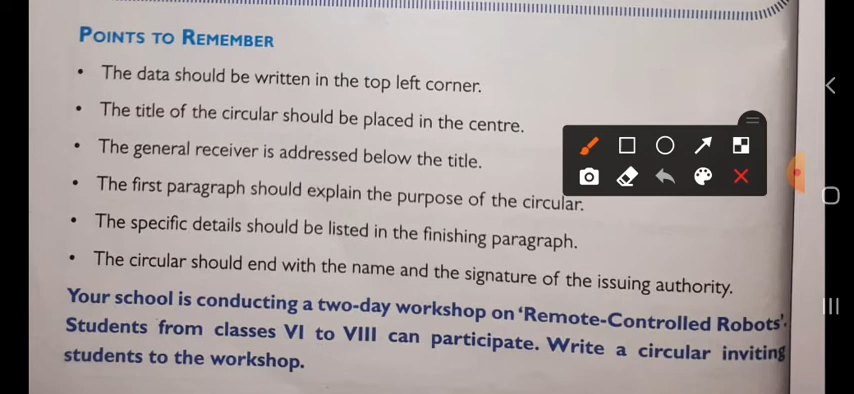 POINTS TO REMEMBER
• The data should be written in the top left corner.
• The title of the circular should be placed in the centre.
• The general receiver is addressed below the title.
• The first paragraph should explain the purpose of the circular.
• The specific details should be listed in the finishing paragraph.
• The circular should end with the name and the signature of the issuing authority.
Your school is conducting a two-day workshop on ‘Remote-Controlled Robots’.
Students from classes VI to VIII can participate. Write a circular inviting
students to the workshop.